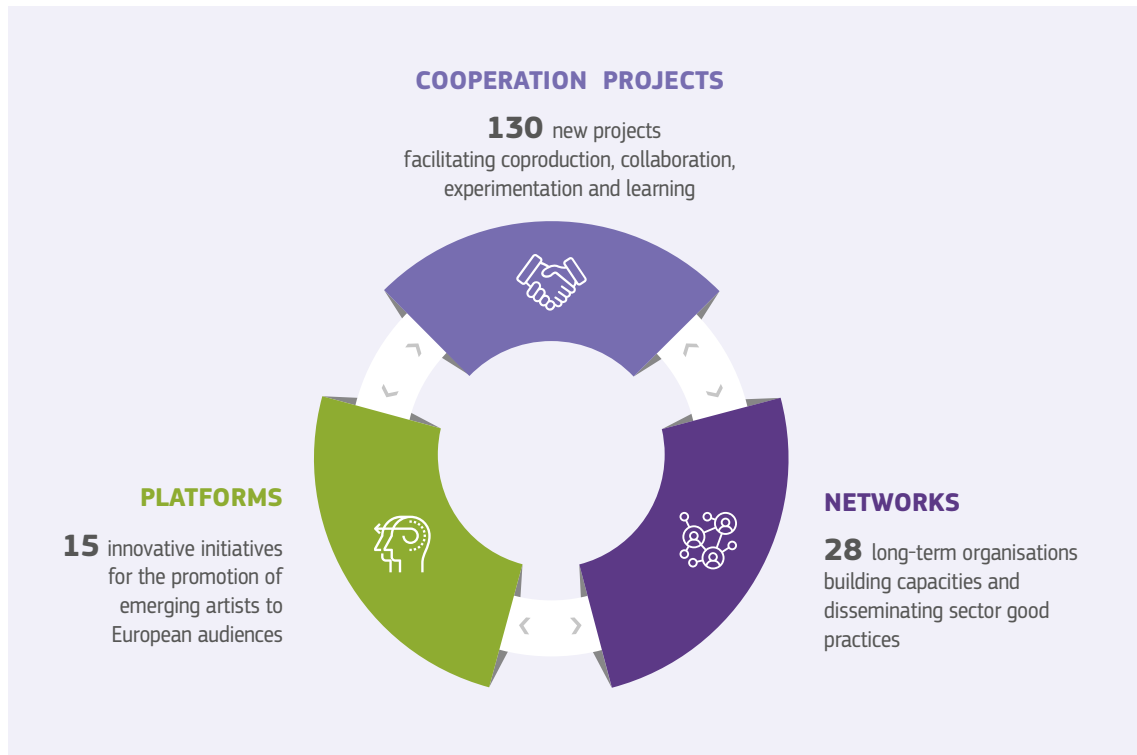 COOPERATION PROJECTS
130 new projects
facilitating coproduction, collaboration,
experimentation and learning
PLATFORMS
15 innovative initiatives
for the promotion of
emerging artists to
European audiences
NETWORKS
28 long-term organisations
building capacities and
disseminating sector good
practices